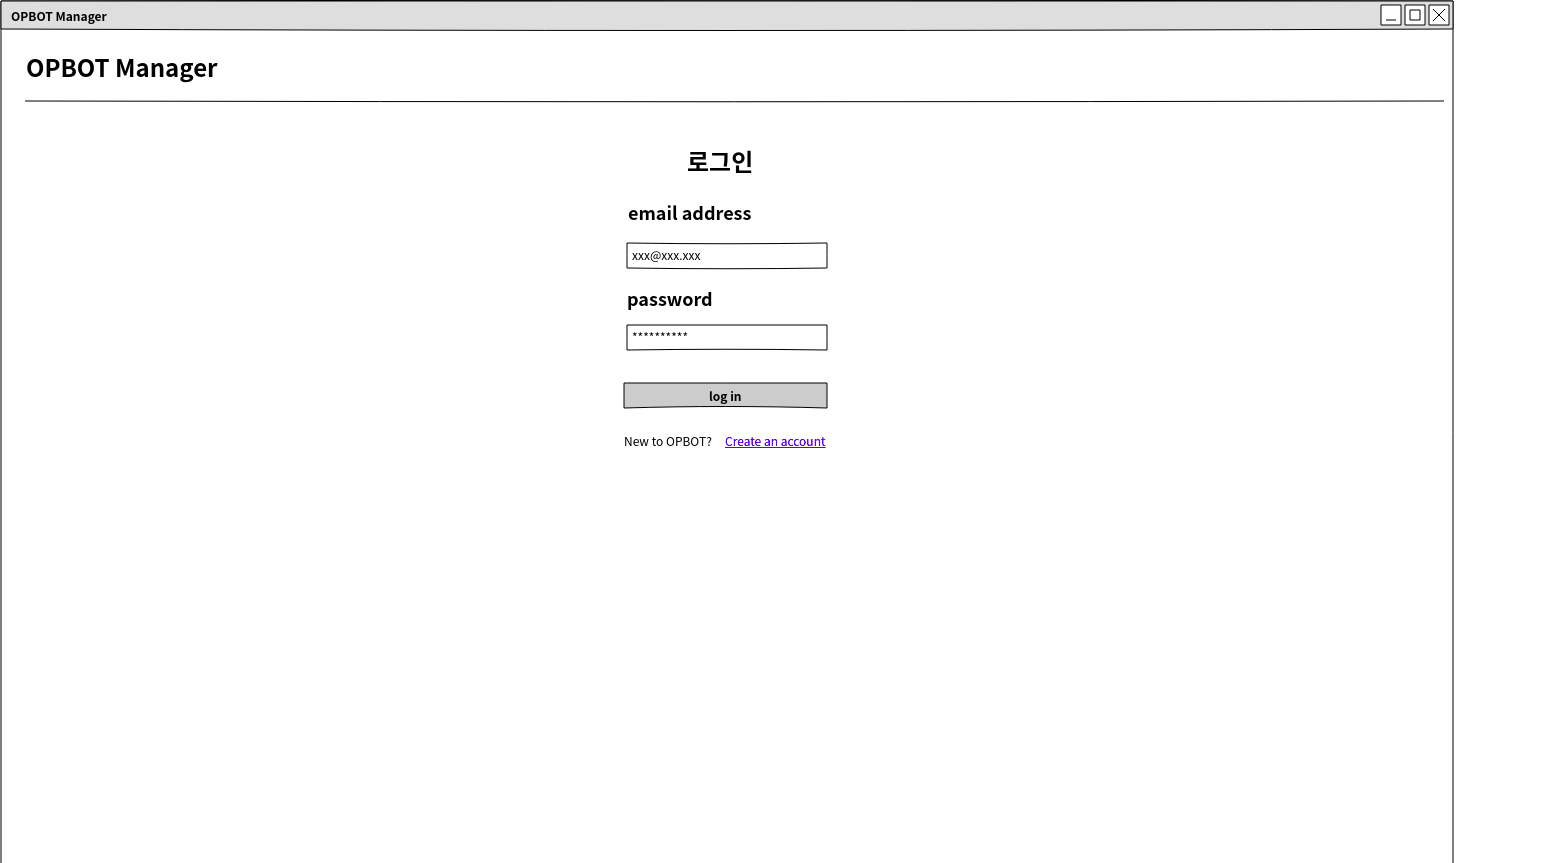 OPBOT Manager
OPBOT Manager
로그인
email address
xxx@xxx.xxx
password
**********
log in
New to OPBOT? Create an account